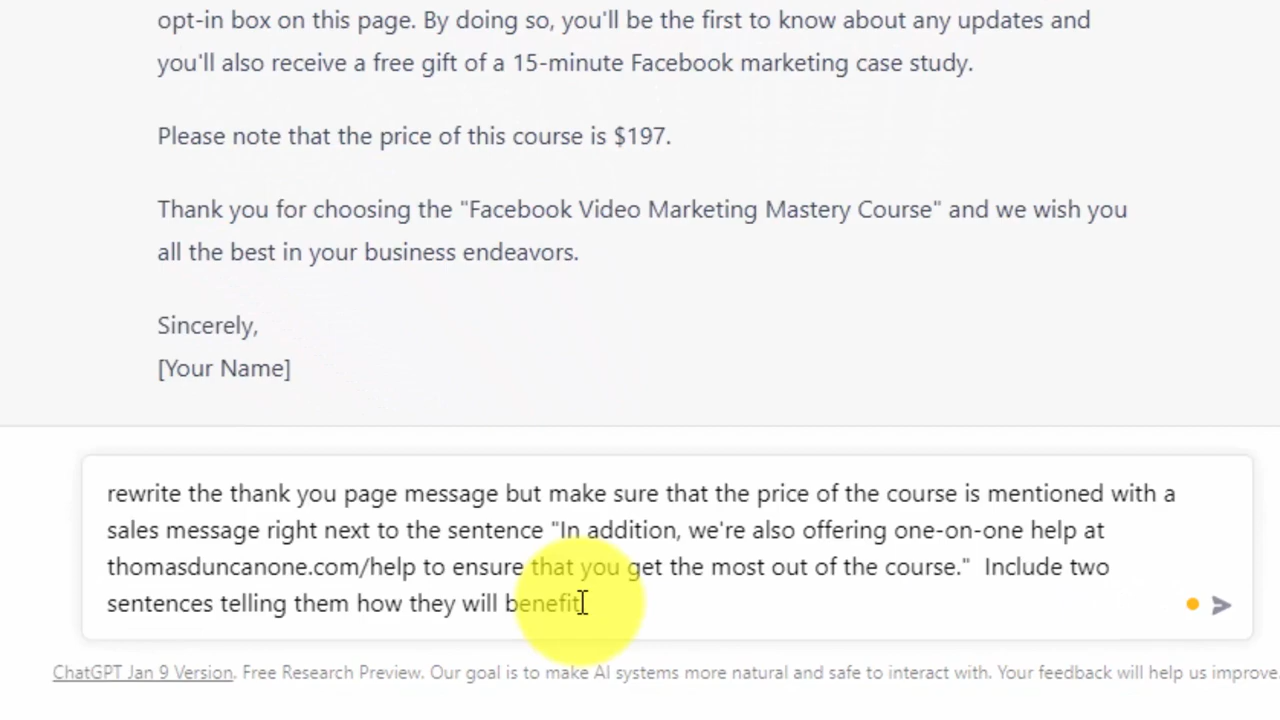 opt-in box on this page. By doing so, you'll be the first to know about any updates and
you'll also receive a free gift of a 15-minute Facebook marketing case study.
Please note that the price of this course is $197.
Thank you for choosing the "Facebook Video Marketing Mastery Course" and we wish you
all the best in your business endeavors.
Sincerely,
[Your Name]
rewrite the thank you page message but make sure that the price of the course is mentioned with a
sales message right next to the sentence "In addition, we're also offering one-on-one help at
thomasduncanone.com/help to ensure that you get the most out of the course."  Include two
sentences telling them how they will benefit
ChatGPT Jan 9 Version. Free Research Preview. Our goal is to make AI systems more natural and safe to interact with. Your feedback will help us improve.